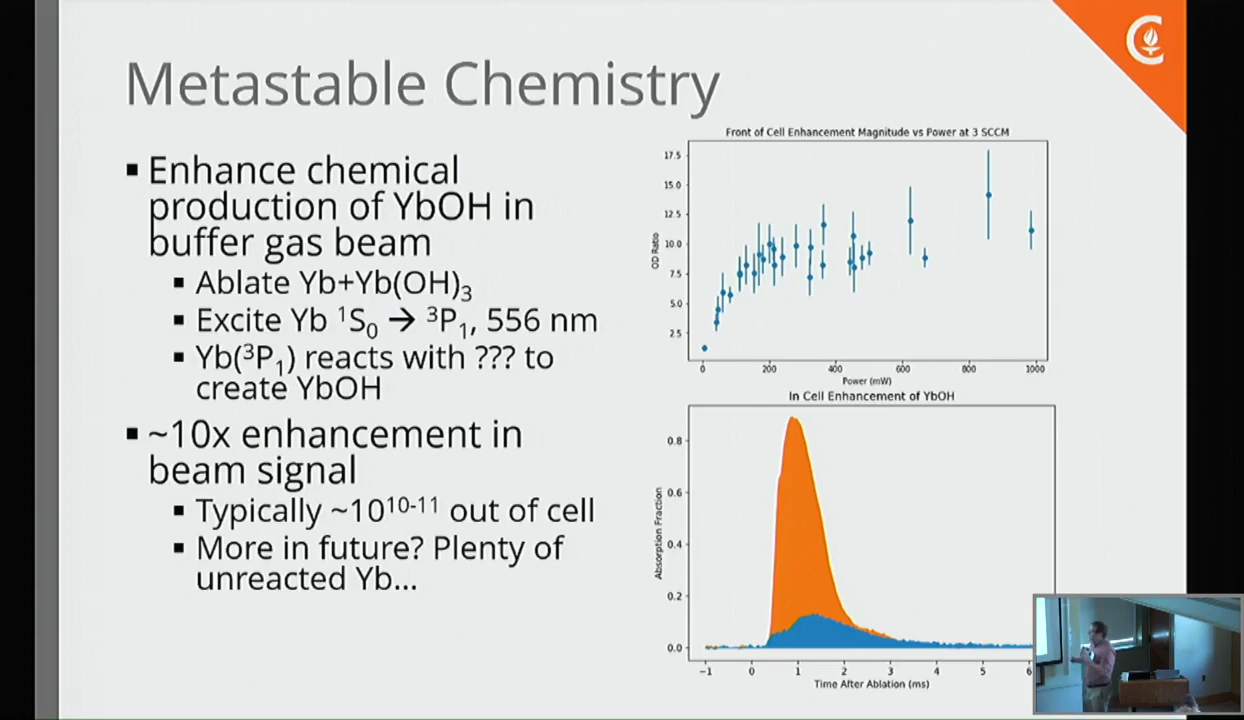 Metastable Chemistry
▪ Enhance chemical
production of YbOH in
buffer gas beam
▪ Ablate Yb+Yb(OH)₃
▪ Excite Yb ¹S₀ → ³P₁, 556 nm
▪ Yb(³P₁) reacts with ??? to
create YbOH
▪ ~10x enhancement in
beam signal
▪ Typically ~10¹⁰⁻¹¹ out of cell
▪ More in future? Plenty of
unreacted Yb...
Front of Cell Enhancement Magnitude vs Power at 3 SCCM
17.5
15.0
12.5
10.0
7.5
5.0
2.5
OD Ratio
0 200 400 600 800 1000
Power (mW)
In Cell Enhancement of YbOH
0.8
0.6
0.4
0.2
0.0
Absorption Fraction
−1 0 1 2 3 4 5 6
Time After Ablation (ms)